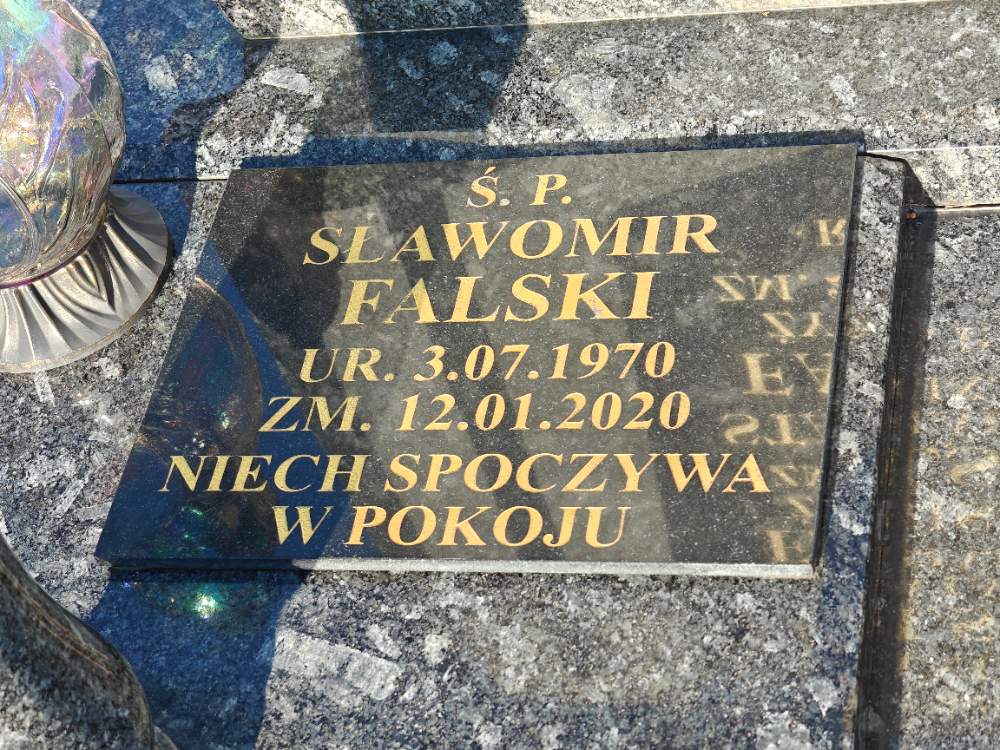 Ś. P.
SŁAWOMIR
FALSKI
UR. 3.07.1970
ZM. 12.01.2020
NIECH SPOCZYWA
W POKOJU